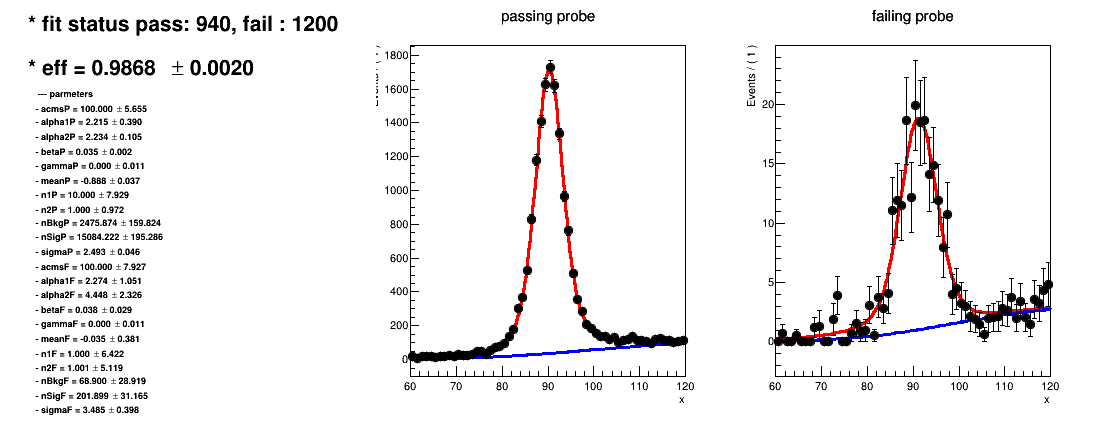 * fit status pass: 940, fail : 1200
* eff = 0.9868 ± 0.0020
--- parmeters
- acmsP = 100.000 ± 5.655
- alpha1P = 2.215 ± 0.390
- alpha2P = 2.234 ± 0.105
- betaP = 0.035 ± 0.002
- gammaP = 0.000 ± 0.011
- meanP = -0.888 ± 0.037
- n1P = 10.000 ± 7.929
- n2P = 1.000 ± 0.972
- nBkgP = 2475.874 ± 159.824
- nSigP = 15084.222 ± 195.286
- sigmaP = 2.493 ± 0.046
- acmsF = 100.000 ± 7.927
- alpha1F = 2.274 ± 1.051
- alpha2F = 4.448 ± 2.326
- betaF = 0.038 ± 0.029
- gammaF = 0.000 ± 0.011
- meanF = -0.035 ± 0.381
- n1F = 1.000 ± 6.422
- n2F = 1.001 ± 5.119
- nBkgF = 68.900 ± 28.919
- nSigF = 201.899 ± 31.165
- sigmaF = 3.485 ± 0.398
passing probe
1800
1600
1400
1200
1000
800
600
400
200
0
60 70 80 90 100 110 120
x
failing probe
Events / ( 1 )
20
15
10
5
0
60 70 80 90 100 110 120
x